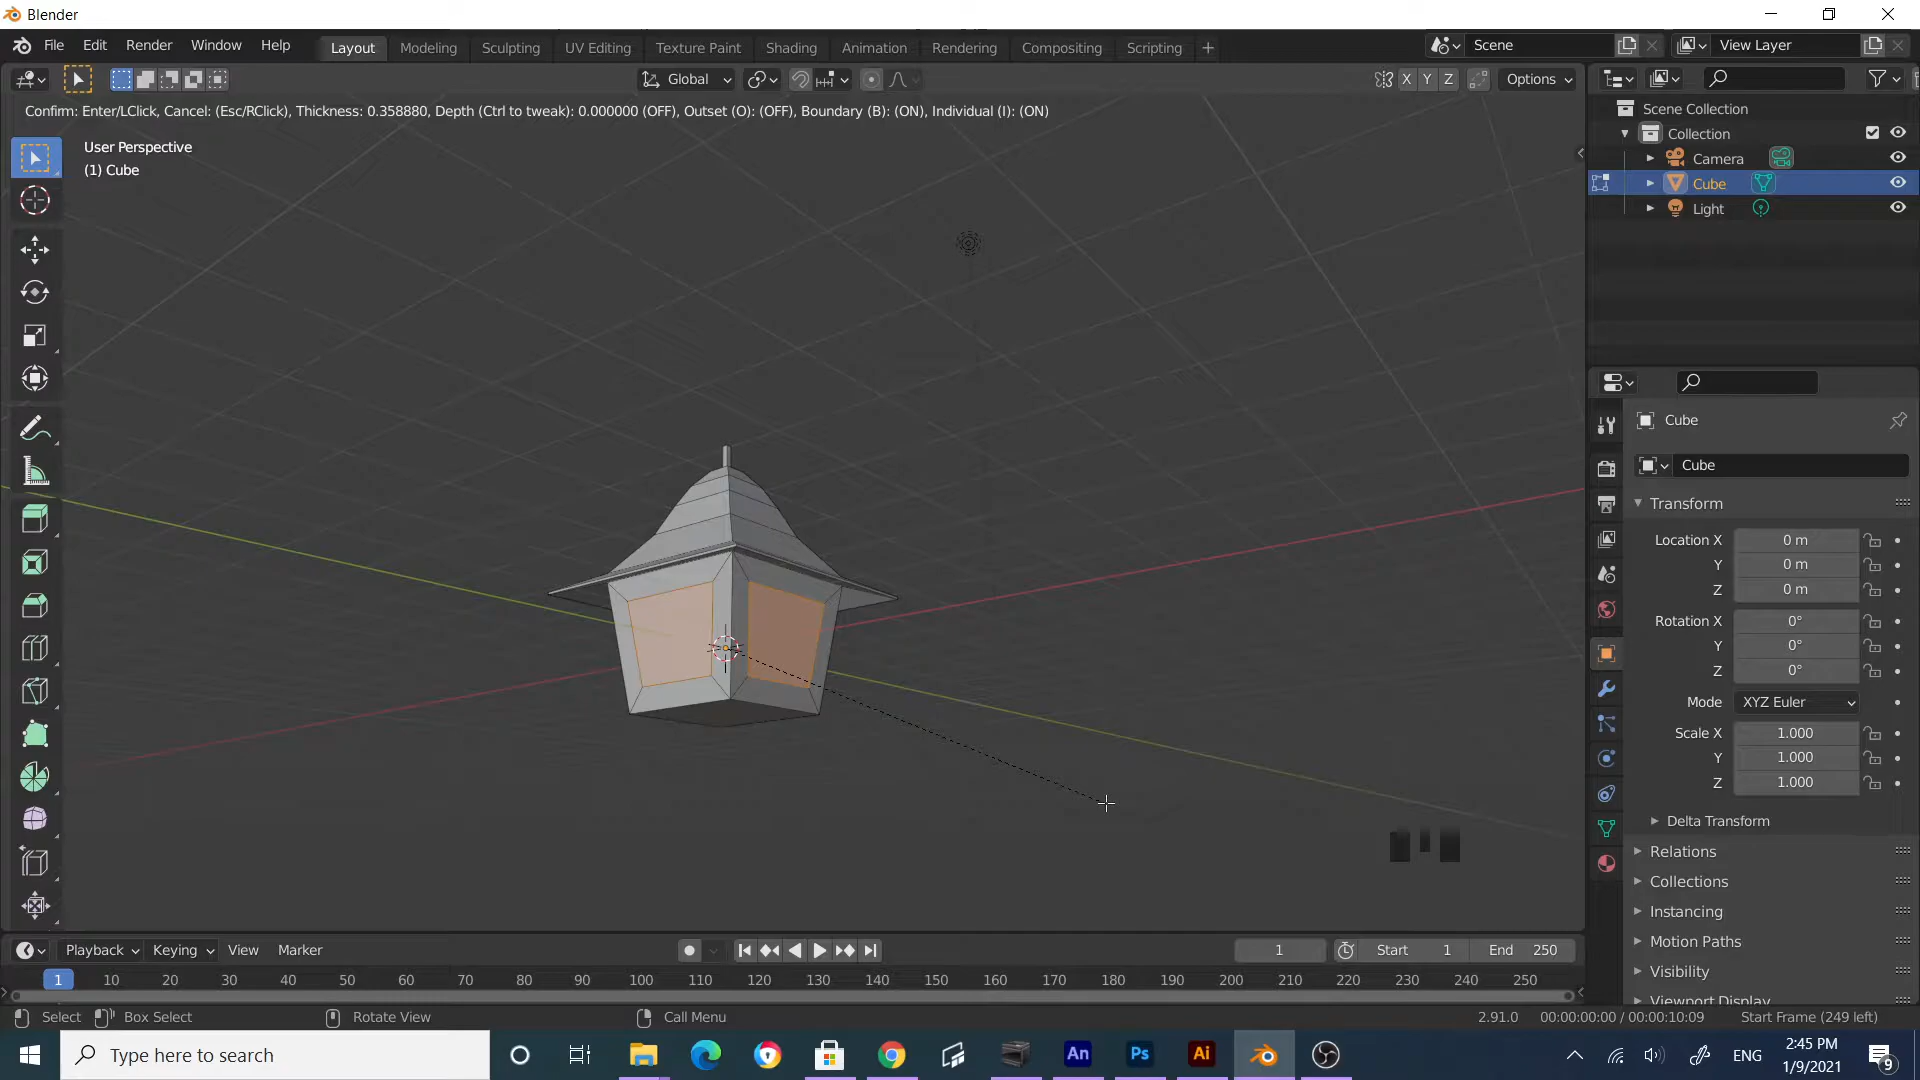 Blender
File Edit Render Window Help Layout Modeling Sculpting UV Editing Texture Paint Shading Animation Rendering Compositing Scripting + Scene View Layer
Global X Y Z Options
Confirm: Enter/LClick, Cancel: (Esc/RClick), Thickness: 0.358880, Depth (Ctrl to tweak): 0.000000 (OFF), Outset (O): (OFF), Boundary (B): (ON), Individual (I): (ON)
User Perspective
(1) Cube
Scene Collection
Collection
Camera
Cube
Light
Cube
Cube
Transform
Location X 0 m
Y 0 m
Z 0 m
Rotation X 0°
Y 0°
Z 0°
Mode XYZ Euler
Scale X 1.000
Y 1.000
Z 1.000
Delta Transform
Relations
Collections
Instancing
Motion Paths
Visibility
Viewport Display
Playback Keying View Marker 1 Start 1 End 250
1 10 20 30 40 50 60 70 80 90 100 110 120 130 140 150 160 170 180 190 200 210 220 230 240 250
Select Box Select Rotate View Call Menu 2.91.0 00:00:00:00 / 00:00:10:09 Start Frame (249 left)
Type here to search An Ps Ai ENG 2:45 PM
1/9/2021 9